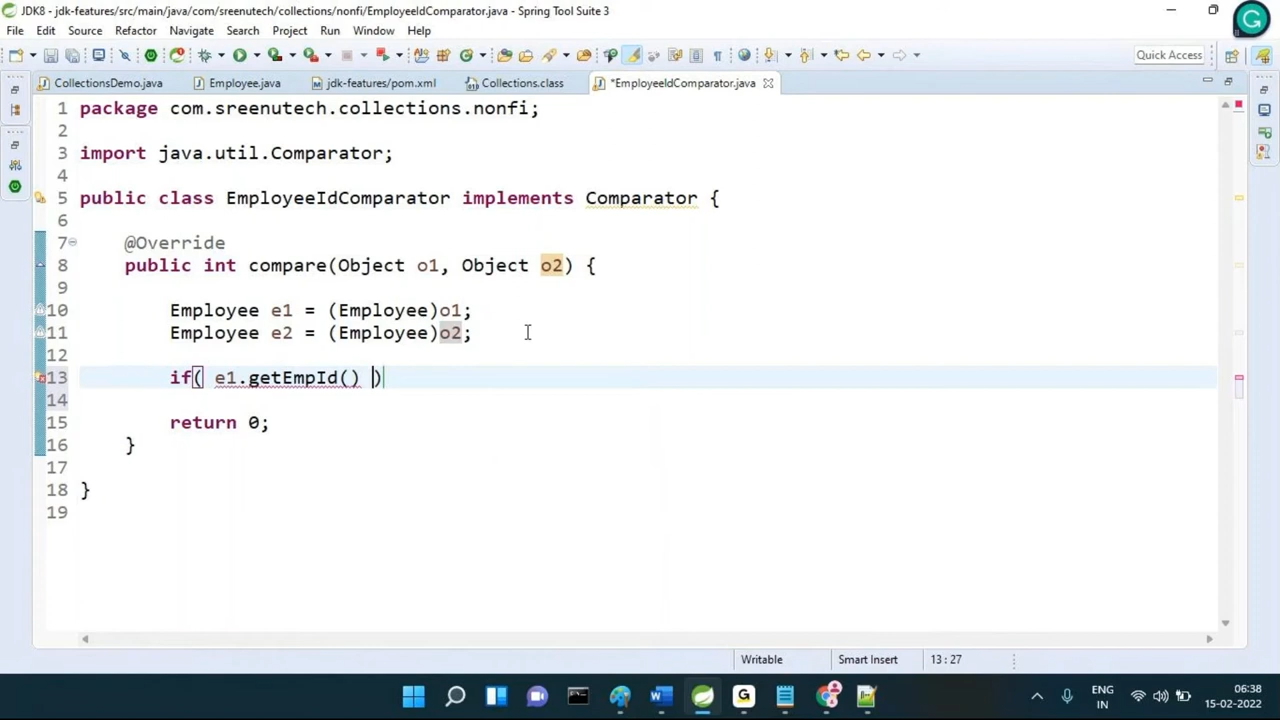 JDK8 - jdk-features/src/main/java/com/sreenutech/collections/nonfi/EmployeeIdComparator.java - Spring Tool Suite 3
File Edit Source Refactor Navigate Search Project Run Window Help
Quick Access
CollectionsDemo.java Employee.java jdk-features/pom.xml Collections.class *EmployeeIdComparator.java
1 package com.sreenutech.collections.nonfi;
2
3 import java.util.Comparator;
4
5 public class EmployeeIdComparator implements Comparator {
6
7 @Override
8 public int compare(Object o1, Object o2) {
9
10 Employee e1 = (Employee)o1;
11 Employee e2 = (Employee)o2;
12
13 if( e1.getEmpId() )
14
15 return 0;
16 }
17
18 }
19
Writable Smart Insert 13 : 27
ENG
IN
06:38
15-02-2022